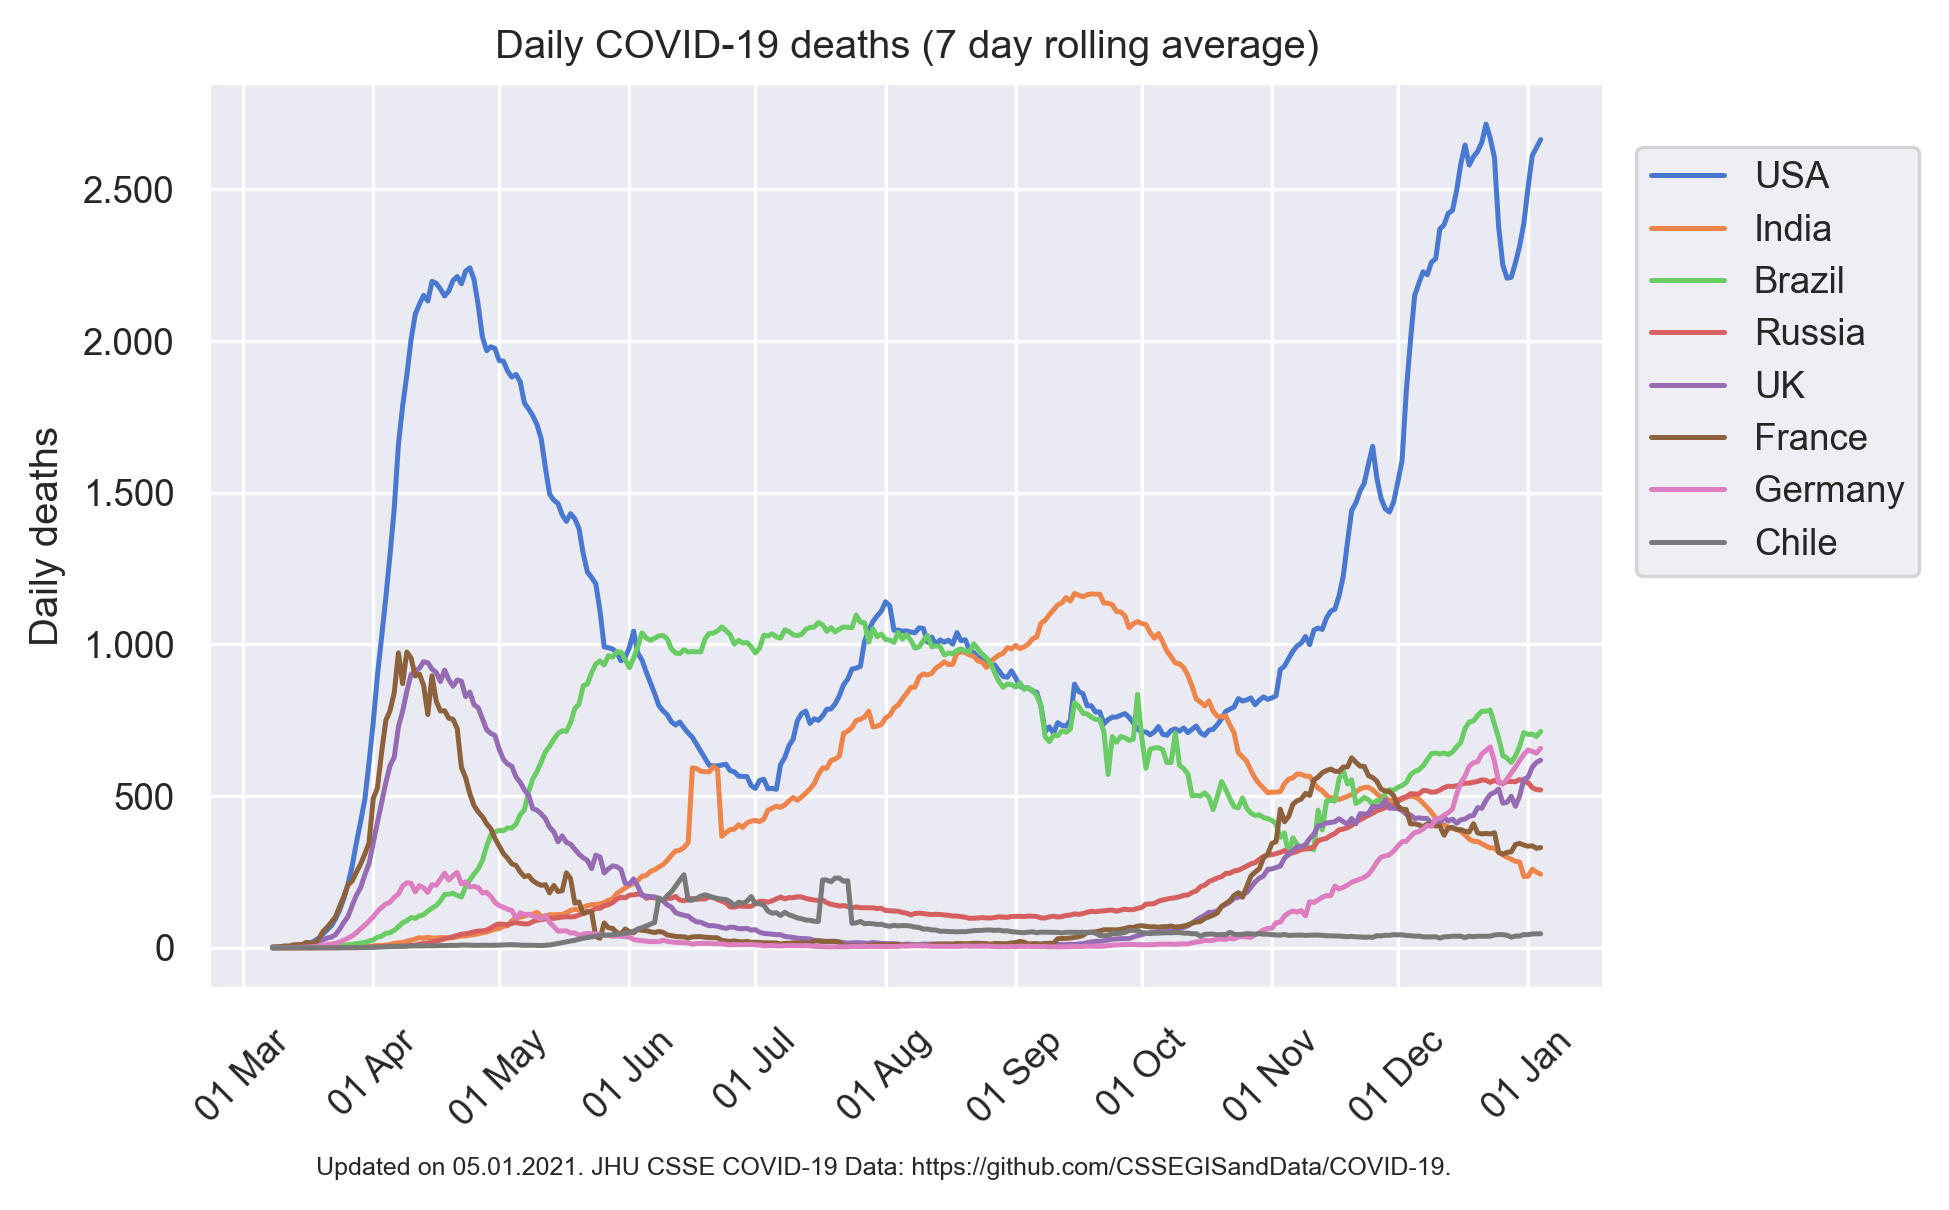 Daily COVID-19 deaths (7 day rolling average)
Daily deaths
2.500
2.000
1.500
1.000
500
0
01 Mar
01 Apr
01 May
01 Jun
01 Jul
01 Aug
01 Sep
01 Oct
01 Nov
01 Dec
01 Jan
USA
India
Brazil
Russia
UK
France
Germany
Chile
Updated on 05.01.2021. JHU CSSE COVID-19 Data: https://github.com/CSSEGISandData/COVID-19.